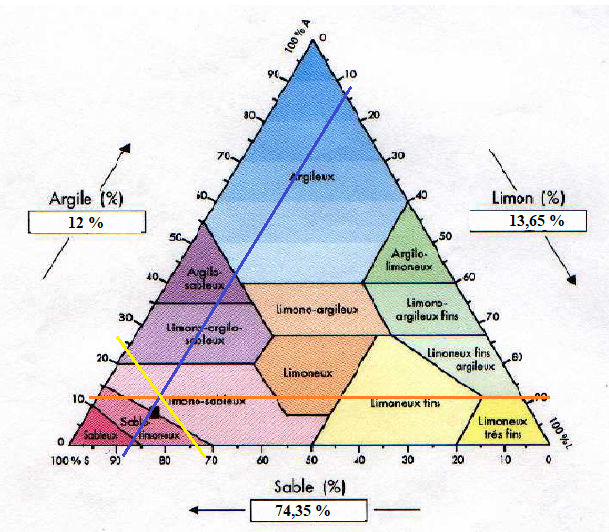 100% A
0
90
10
80
20
70
30
Argileux
Argile (%)
12 %
60
40
Limon (%)
13,65 %
50
50
Argilo-
sableux
Argilo-
limoneux
40
60
Limono-argileux
Limono-
argileux fins
30
70
Limono-argilo-
sableux
Limoneux fins
argileux
20
80
Limoneux
Limono-sableux
Limoneux fins
10
90
Sablo-
limoneux
Sableux
Limoneux
très fins
0
100% L
100% S
90
80
70
60
50
40
30
20
10
0
Sable (%)
74,35 %